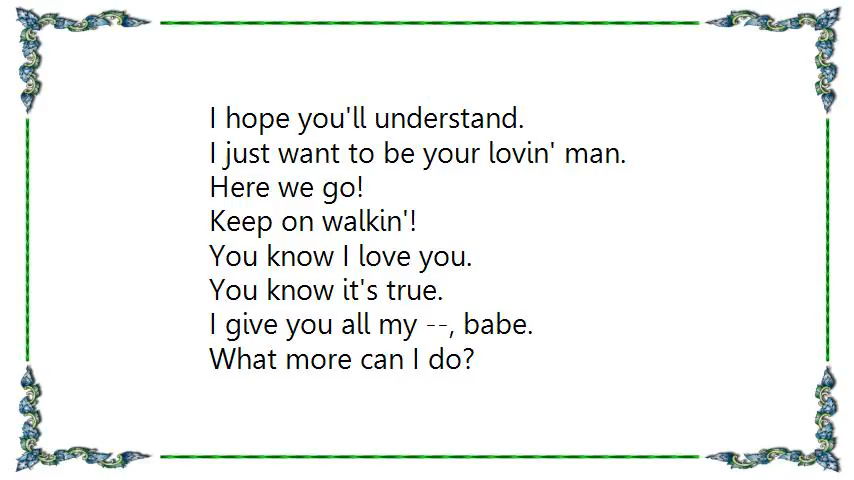 I hope you'll understand.
I just want to be your lovin' man.
Here we go!
Keep on walkin'!
You know I love you.
You know it's true.
I give you all my --, babe.
What more can I do?